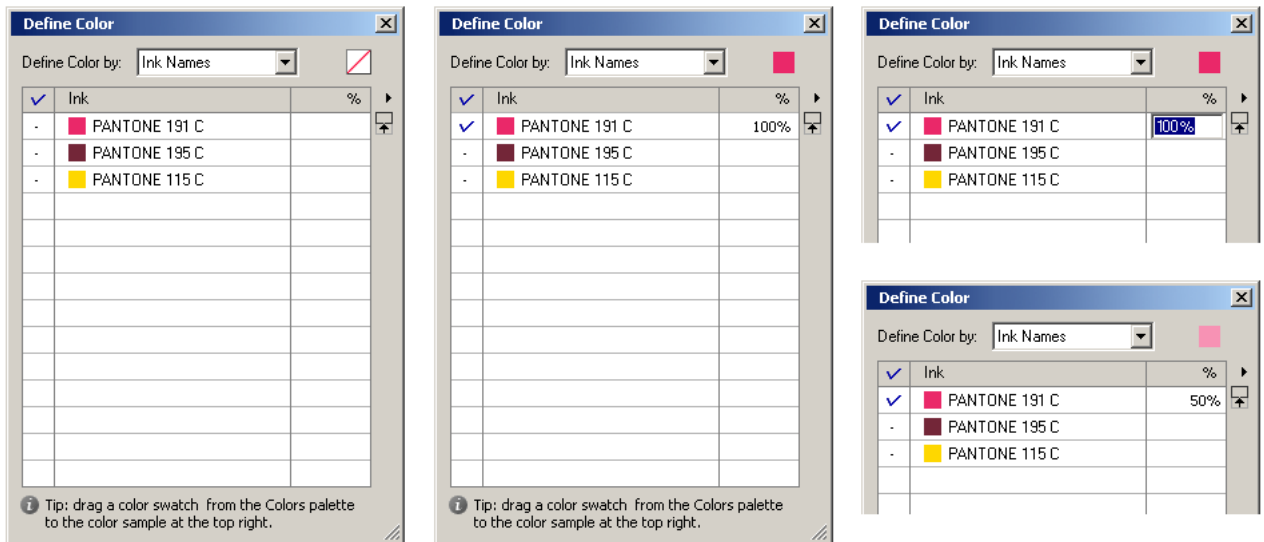 Define Color
Define Color by: Ink Names
Ink %
- PANTONE 191 C
- PANTONE 195 C
- PANTONE 115 C
Tip: drag a color swatch from the Colors palette
to the color sample at the top right.
Define Color
Define Color by: Ink Names
Ink %
PANTONE 191 C 100%
- PANTONE 195 C
- PANTONE 115 C
Tip: drag a color swatch from the Colors palette
to the color sample at the top right.
Define Color
Define Color by: Ink Names
Ink %
PANTONE 191 C 100%
- PANTONE 195 C
- PANTONE 115 C
Define Color
Define Color by: Ink Names
Ink %
PANTONE 191 C 50%
- PANTONE 195 C
- PANTONE 115 C